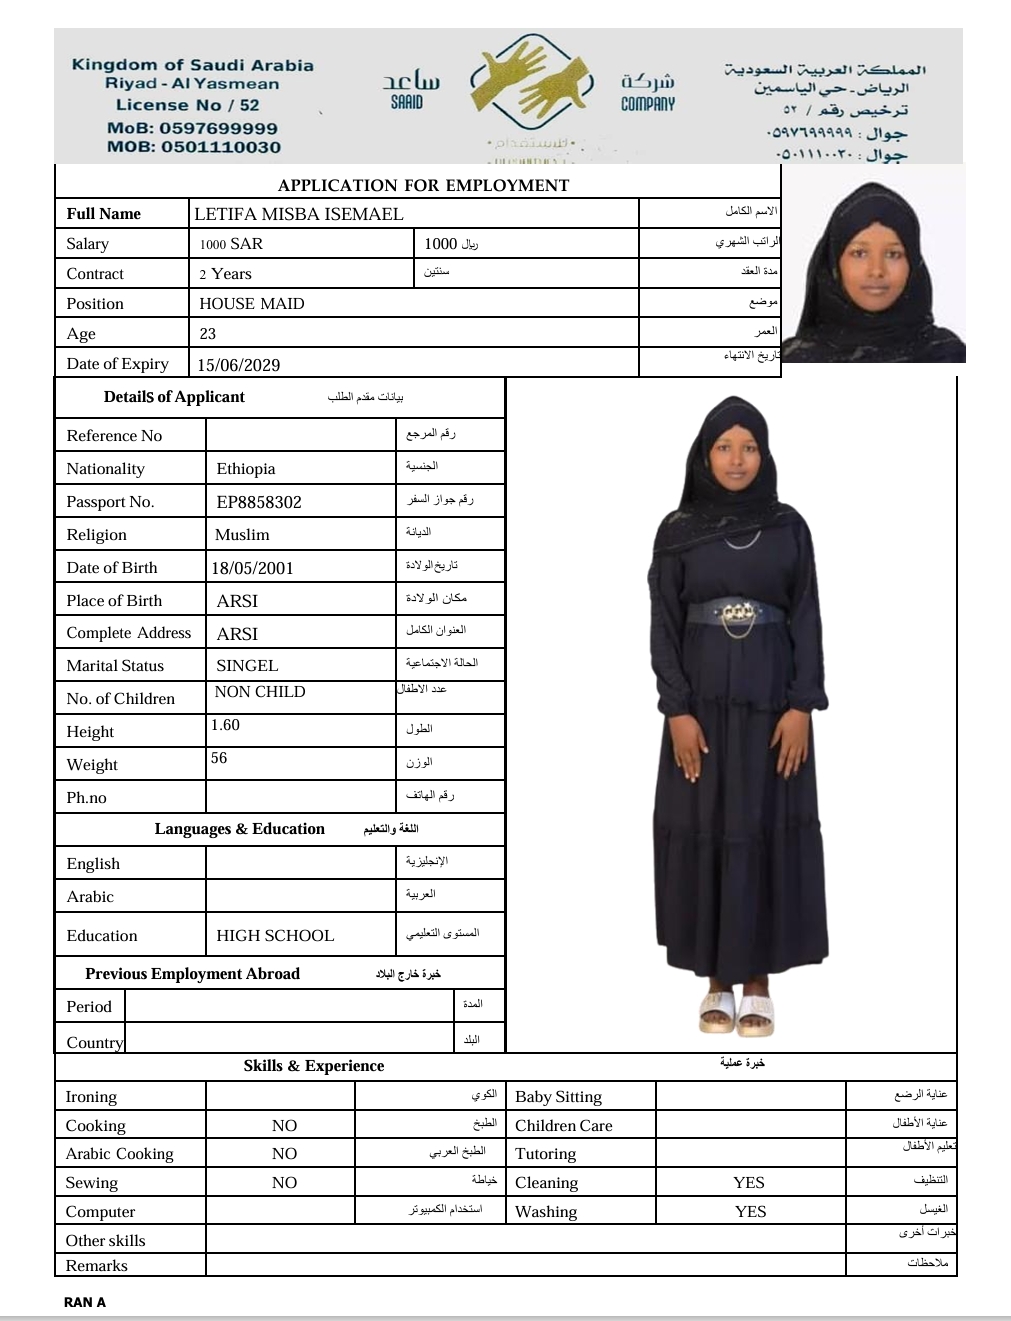 Kingdom of Saudi Arabia
Riyad - Al Yasmean
License No / 52
MoB: 0597699999
MOB: 0501110030
ساعد
SAAID
شركة
COMPANY
للإستقدام
المملكة العربية السعودية
الرياض - حي الياسمين
ترخيص رقم / ٥٢
جوال : ٠٥٩٧٦٩٩٩٩٩
جوال : ٠٥٠١١١٠٠٣٠
APPLICATION FOR EMPLOYMENT
Full Name LETIFA MISBA ISEMAEL الاسم الكامل
Salary 1000 SAR 1000 ريال الراتب الشهري
Contract 2 Years سنتين مدة العقد
Position HOUSE MAID موضع
Age 23 العمر
Date of Expiry 15/06/2029 تاريخ الانتهاء
Details of Applicant بيانات مقدم الطلب
Reference No رقم المرجع
Nationality Ethiopia الجنسية
Passport No. EP8858302 رقم جواز السفر
Religion Muslim الديانة
Date of Birth 18/05/2001 تاريخ الولادة
Place of Birth ARSI مكان الولادة
Complete Address ARSI العنوان الكامل
Marital Status SINGEL الحالة الاجتماعية
No. of Children NON CHILD عدد الاطفال
Height 1.60 الطول
Weight 56 الوزن
Ph.no رقم الهاتف
Languages & Education اللغة والتعليم
English الإنجليزية
Arabic العربية
Education HIGH SCHOOL المستوى التعليمي
Previous Employment Abroad خبرة خارج البلاد
Period المدة
Country البلد
Skills & Experience خبرة عملية
Ironing الكوي Baby Sitting عناية الرضع
Cooking NO الطبخ Children Care عناية الأطفال
Arabic Cooking NO الطبخ العربي Tutoring تعليم الأطفال
Sewing NO خياطة Cleaning YES التنظيف
Computer استخدام الكمبيوتر Washing YES الغيسل
Other skills خبرات أخرى
Remarks ملاحظات
RAN A